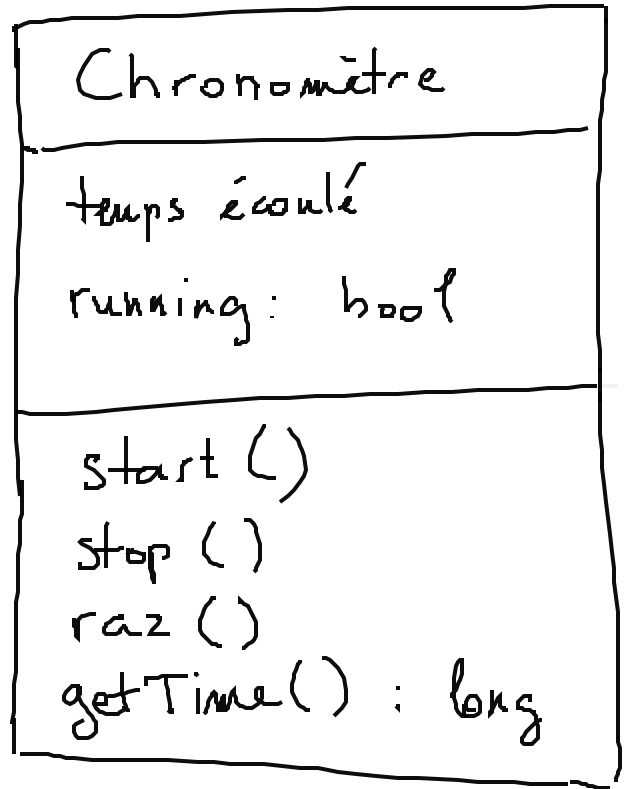 Chronomètre
temps écoulé
running: bool
start()
stop()
raz()
getTime() : long